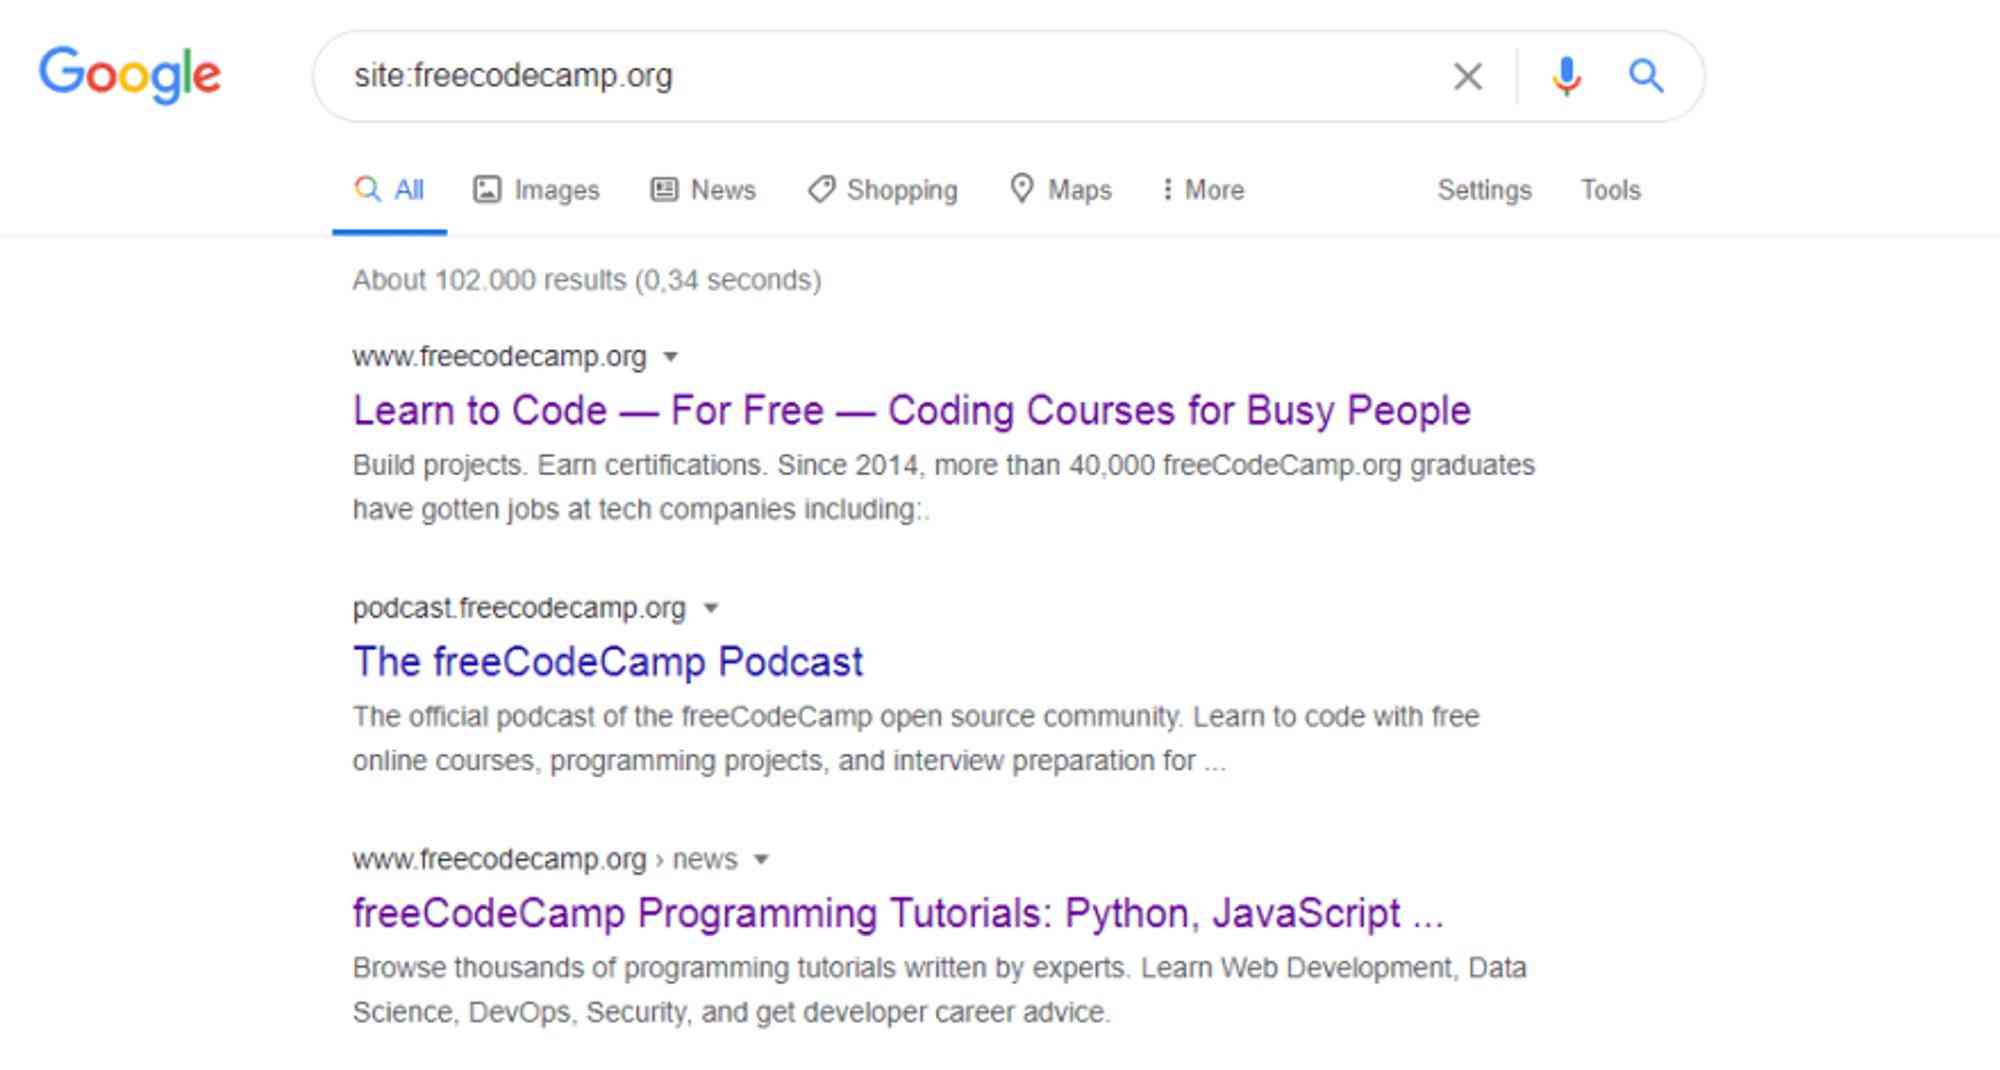 Google
site:freecodecamp.org
All Images News Shopping Maps More Settings Tools
About 102.000 results (0,34 seconds)
www.freecodecamp.org
Learn to Code — For Free — Coding Courses for Busy People
Build projects. Earn certifications. Since 2014, more than 40,000 freeCodeCamp.org graduates
have gotten jobs at tech companies including:.
podcast.freecodecamp.org
The freeCodeCamp Podcast
The official podcast of the freeCodeCamp open source community. Learn to code with free
online courses, programming projects, and interview preparation for ...
www.freecodecamp.org › news
freeCodeCamp Programming Tutorials: Python, JavaScript ...
Browse thousands of programming tutorials written by experts. Learn Web Development, Data
Science, DevOps, Security, and get developer career advice.